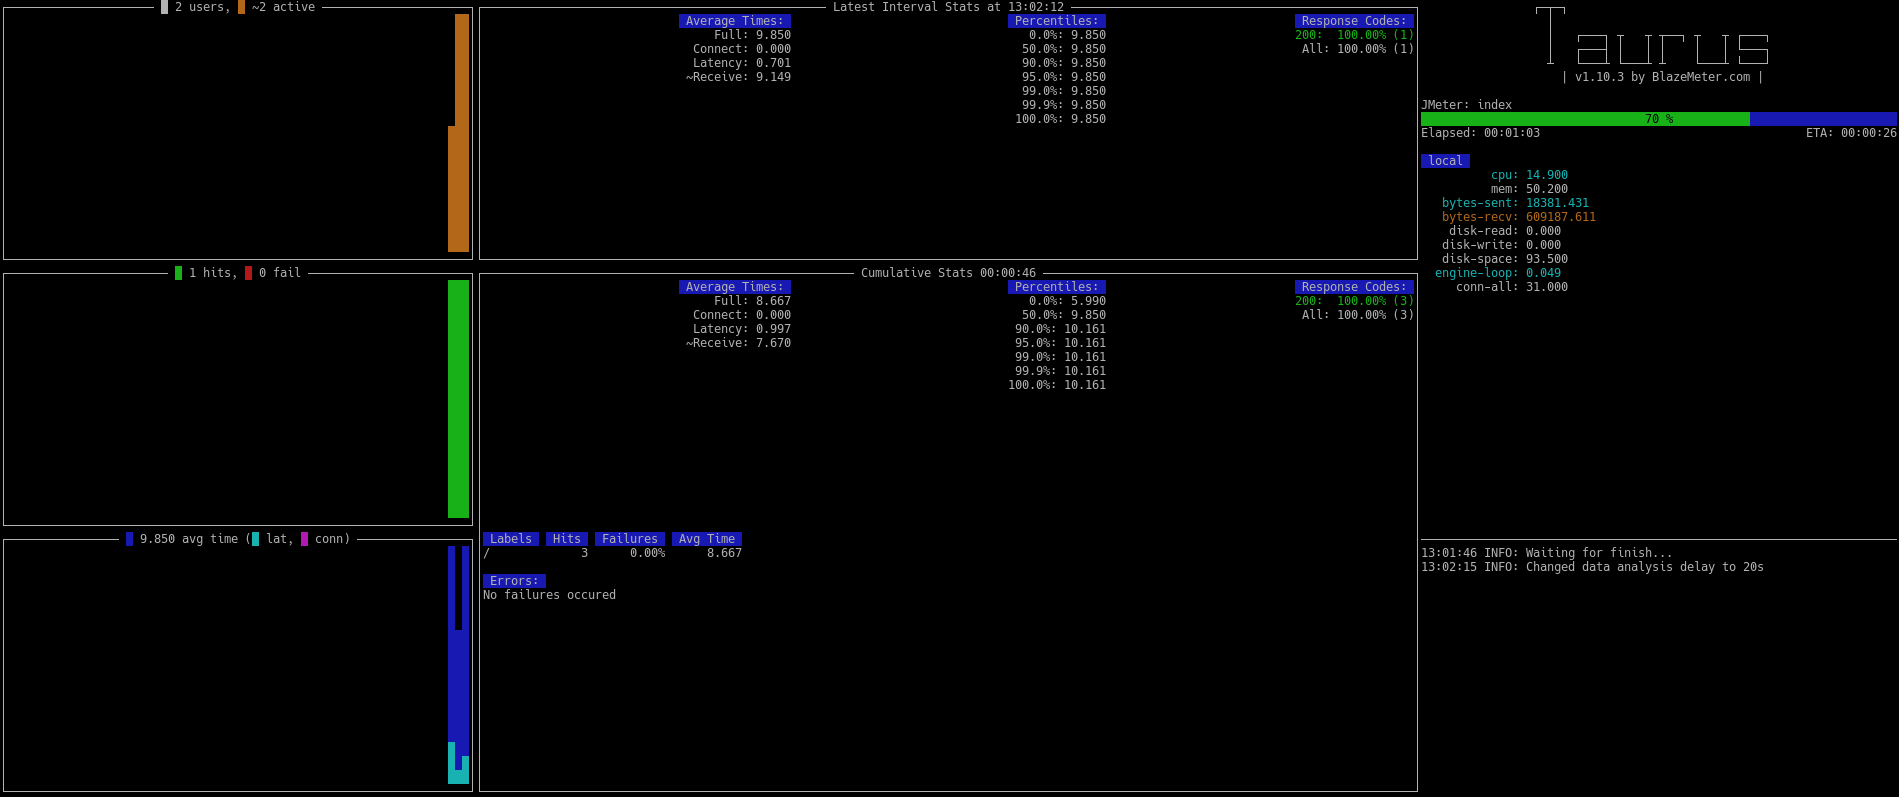 2 users, ~2 active
1 hits, 0 fail
9.850 avg time ( lat, conn)
Latest Interval Stats at 13:02:12
Average Times:
Full: 9.850
Connect: 0.000
Latency: 0.701
~Receive: 9.149
Percentiles:
0.0%: 9.850
50.0%: 9.850
90.0%: 9.850
95.0%: 9.850
99.0%: 9.850
99.9%: 9.850
100.0%: 9.850
Response Codes:
200: 100.00% (1)
All: 100.00% (1)
Cumulative Stats 00:00:46
Average Times:
Full: 8.667
Connect: 0.000
Latency: 0.997
~Receive: 7.670
Percentiles:
0.0%: 5.990
50.0%: 9.850
90.0%: 10.161
95.0%: 10.161
99.0%: 10.161
99.9%: 10.161
100.0%: 10.161
Response Codes:
200: 100.00% (3)
All: 100.00% (3)
Labels Hits Failures Avg Time
/ 3 0.00% 8.667
Errors:
No failures occured
Taurus
| v1.10.3 by BlazeMeter.com |
JMeter: index
70 %
Elapsed: 00:01:03 ETA: 00:00:26
local
cpu: 14.900
mem: 50.200
bytes-sent: 18381.431
bytes-recv: 609187.611
disk-read: 0.000
disk-write: 0.000
disk-space: 93.500
engine-loop: 0.049
conn-all: 31.000
13:01:46 INFO: Waiting for finish...
13:02:15 INFO: Changed data analysis delay to 20s